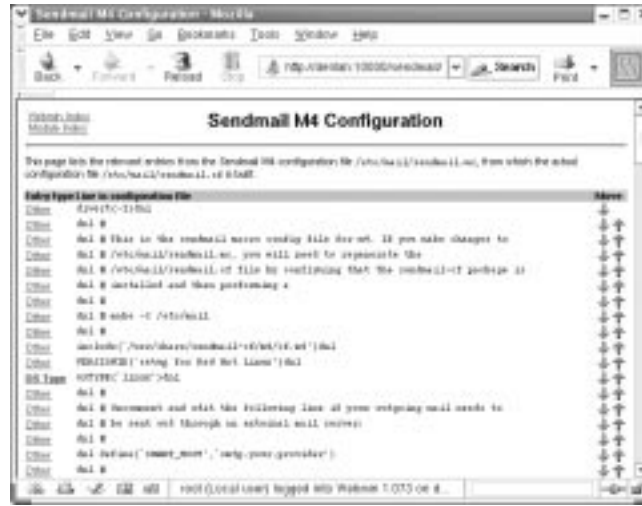 Sendmail M4 Configuration - Mozilla
File Edit View Go Bookmarks Tools Window Help
Back Forward Reload Stop Search Print
Webmin Index
Module Index
Sendmail M4 Configuration
This page lists the relevant entries from the Sendmail M4 configuration file /etc/mail/sendmail.mc, from which the actual
configuration file /etc/mail/sendmail.cf is built.
Entry type Line in configuration file Move
Other divert(-1)dnl
Other dnl #
Other dnl # This is the sendmail macro config file for m4. If you make changes to
Other dnl # /etc/mail/sendmail.mc, you will need to regenerate the
Other dnl # /etc/mail/sendmail.cf file by confirming that the sendmail-cf package is
Other dnl # installed and then performing a
Other dnl #
Other dnl # make -C /etc/mail
Other dnl #
Other include(`/usr/share/sendmail-cf/m4/cf.m4')dnl
Other VERSIONID(`setup for Red Hat Linux')dnl
OS Type OSTYPE(`linux')dnl
Other dnl #
Other dnl # Uncomment and edit the following line if your outgoing mail needs to
Other dnl # be sent out through an external mail server:
Other dnl #
Other dnl define(`SMART_HOST',`smtp.your.provider')
Other dnl #
root (Local user) logged into Webmin 1.073 on d...